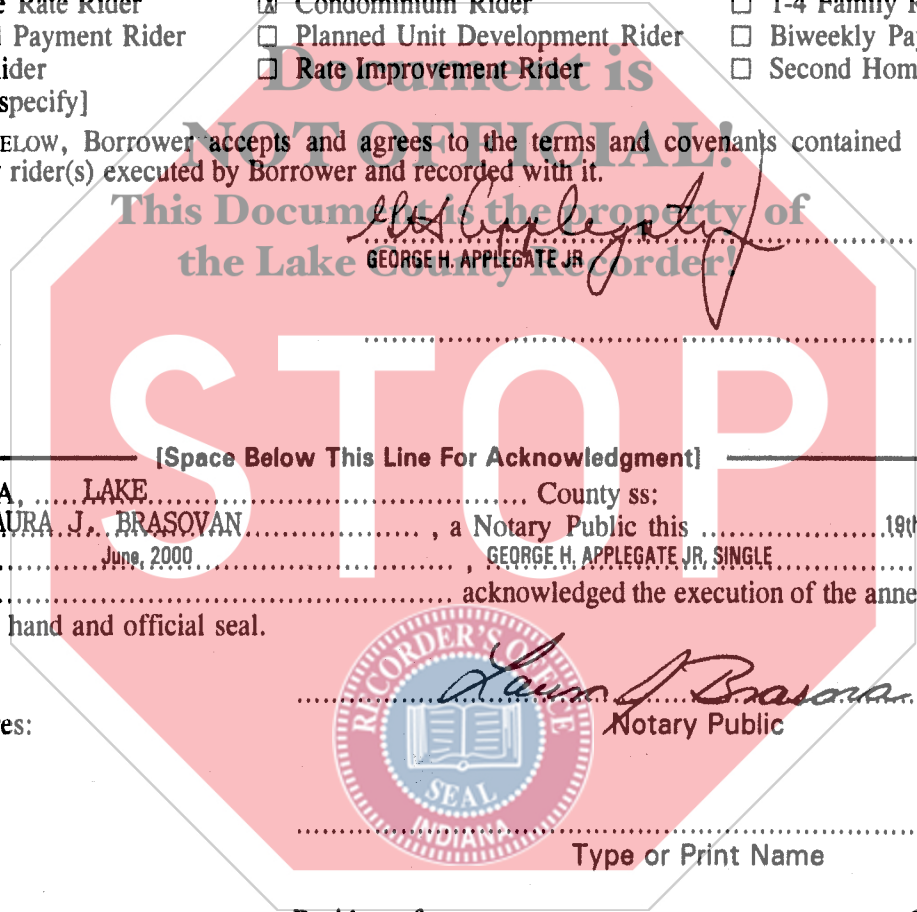 Rate Rider ☒ Condominium Rider ☐ 1-4 Family
Payment Rider ☐ Planned Unit Development Rider ☐ Biweekly Pa
ider ☐ Rate Improvement Rider ☐ Second Hom
specify]
Document is
ELOW, Borrower accepts and agrees to the terms and covenants contained
NOT OFFICIAL!
rider(s) executed by Borrower and recorded with it.
This Document is the property of
the Lake County Recorder!
GEORGE H. APPLEGATE JR
STOP
[Space Below This Line For Acknowledgment]
A, ..... LAKE ..... County ss:
AURA J. BRASOVAN ..... , a Notary Public this ..... 19th
June, 2000 ..... , GEORGE H. APPLEGATE JR, SINGLE
..... acknowledged the execution of the anne
hand and official seal.
RECORDER'S OFFICE
Laura J Brasova
es:
Notary Public
SEAL
INDIANA
Type or Print Name